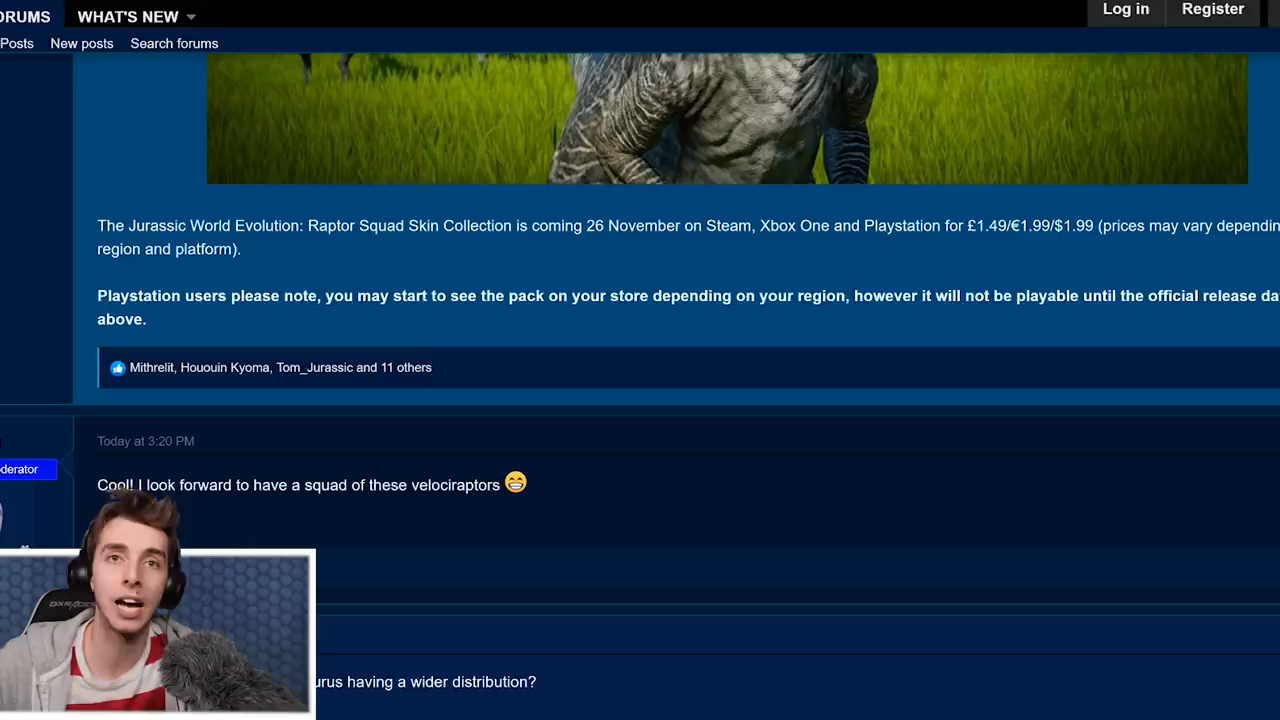 ORUMS WHAT'S NEW Log in Register
Posts New posts Search forums
The Jurassic World Evolution: Raptor Squad Skin Collection is coming 26 November on Steam, Xbox One and Playstation for £1.49/€1.99/$1.99 (prices may vary dependin
region and platform).
Playstation users please note, you may start to see the pack on your store depending on your region, however it will not be playable until the official release da
above.
Mithrelit, Hououin Kyoma, Tom_Jurassic and 11 others
Today at 3:20 PM
derator
Cool! I look forward to have a squad of these velociraptors 😁
DXRACER
urus having a wider distribution?